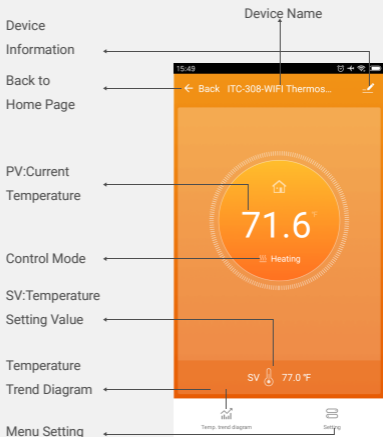 Device Name
Device
Information
15:49
Back to
Home Page
← Back ITC-308-WIFI Thermos...
PV:Current
Temperature
71.6°
Control Mode
Heating
SV:Temperature
Setting Value
SV 77.0 °F
Temperature
Trend Diagram
Temp. trend diagram
Setting
Menu Setting